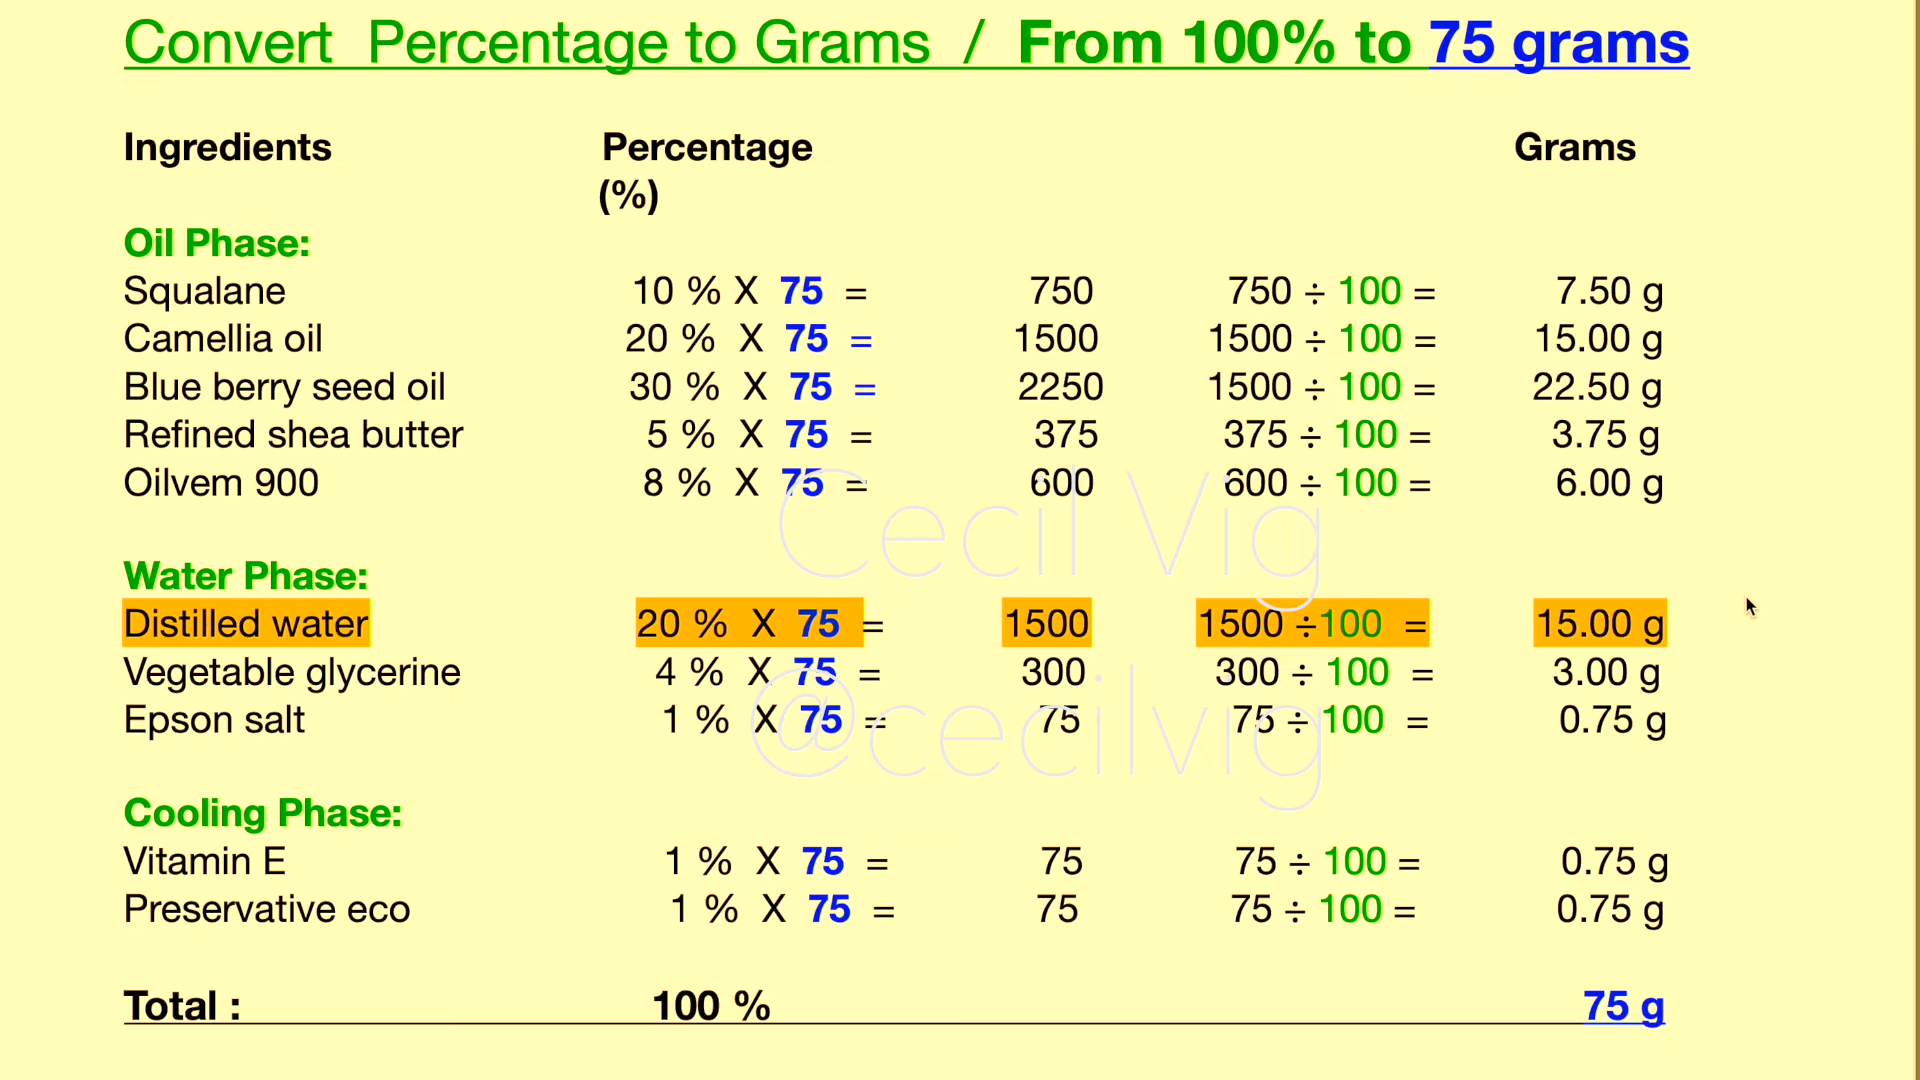 Convert Percentage to Grams / From 100% to 75 grams
Ingredients Percentage Grams
(%)
Oil Phase:
Squalane 10 % X 75 = 750 750 ÷ 100 = 7.50 g
Camellia oil 20 % X 75 = 1500 1500 ÷ 100 = 15.00 g
Blue berry seed oil 30 % X 75 = 2250 1500 ÷ 100 = 22.50 g
Refined shea butter 5 % X 75 = 375 375 ÷ 100 = 3.75 g
Oilvem 900 8 % X 75 = 600 600 ÷ 100 = 6.00 g
Cecil Vig
Water Phase:
Distilled water 20 % X 75 = 1500 1500 ÷100 = 15.00 g
Vegetable glycerine 4 % X 75 = 300 300 ÷ 100 = 3.00 g
Epson salt 1 % X 75 = 75 75 ÷ 100 = 0.75 g
@cecilvig
Cooling Phase:
Vitamin E 1 % X 75 = 75 75 ÷ 100 = 0.75 g
Preservative eco 1 % X 75 = 75 75 ÷ 100 = 0.75 g
Total : 100 % 75 g